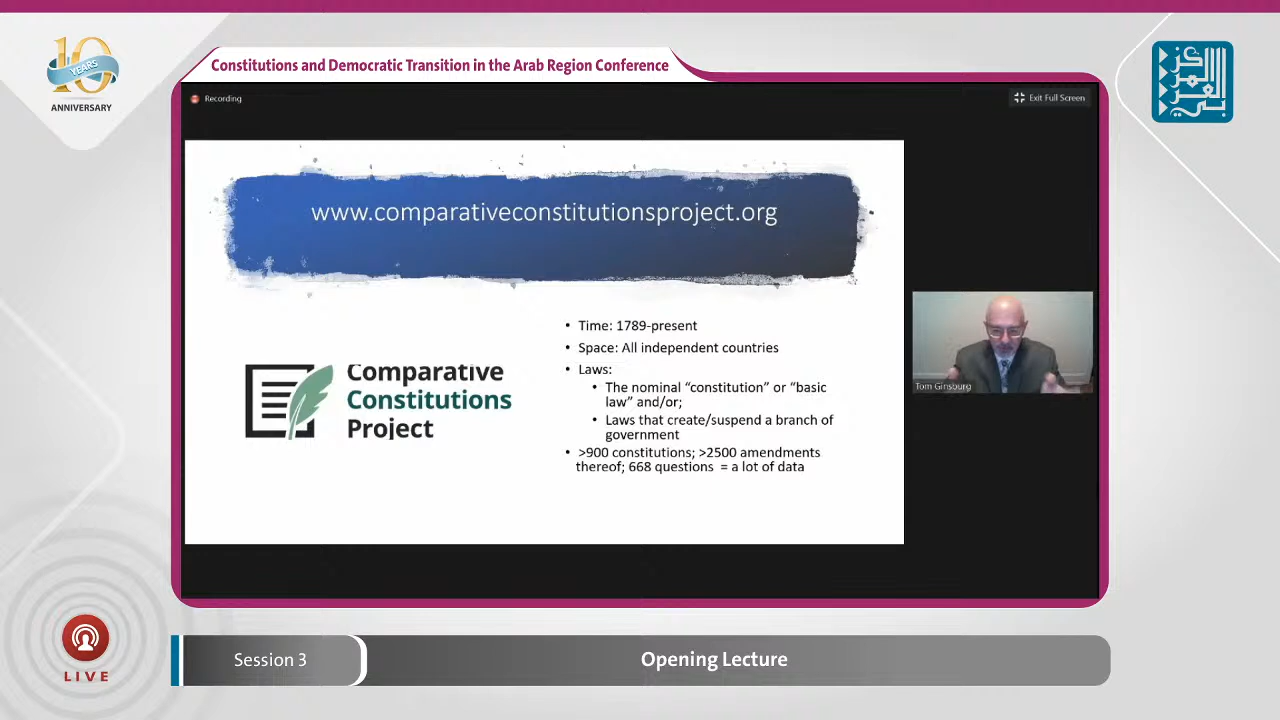 10
YEARS
ANNIVERSARY
Constitutions and Democratic Transition in the Arab Region Conference
المركز
العربي
Recording
Exit Full Screen
www.comparativeconstitutionsproject.org
Comparative
Constitutions
Project
• Time: 1789-present
• Space: All independent countries
• Laws:
• The nominal “constitution” or “basic
law” and/or;
• Laws that create/suspend a branch of
government
• >900 constitutions; >2500 amendments
thereof; 668 questions = a lot of data
Tom Ginsburg
LIVE
Session 3
Opening Lecture